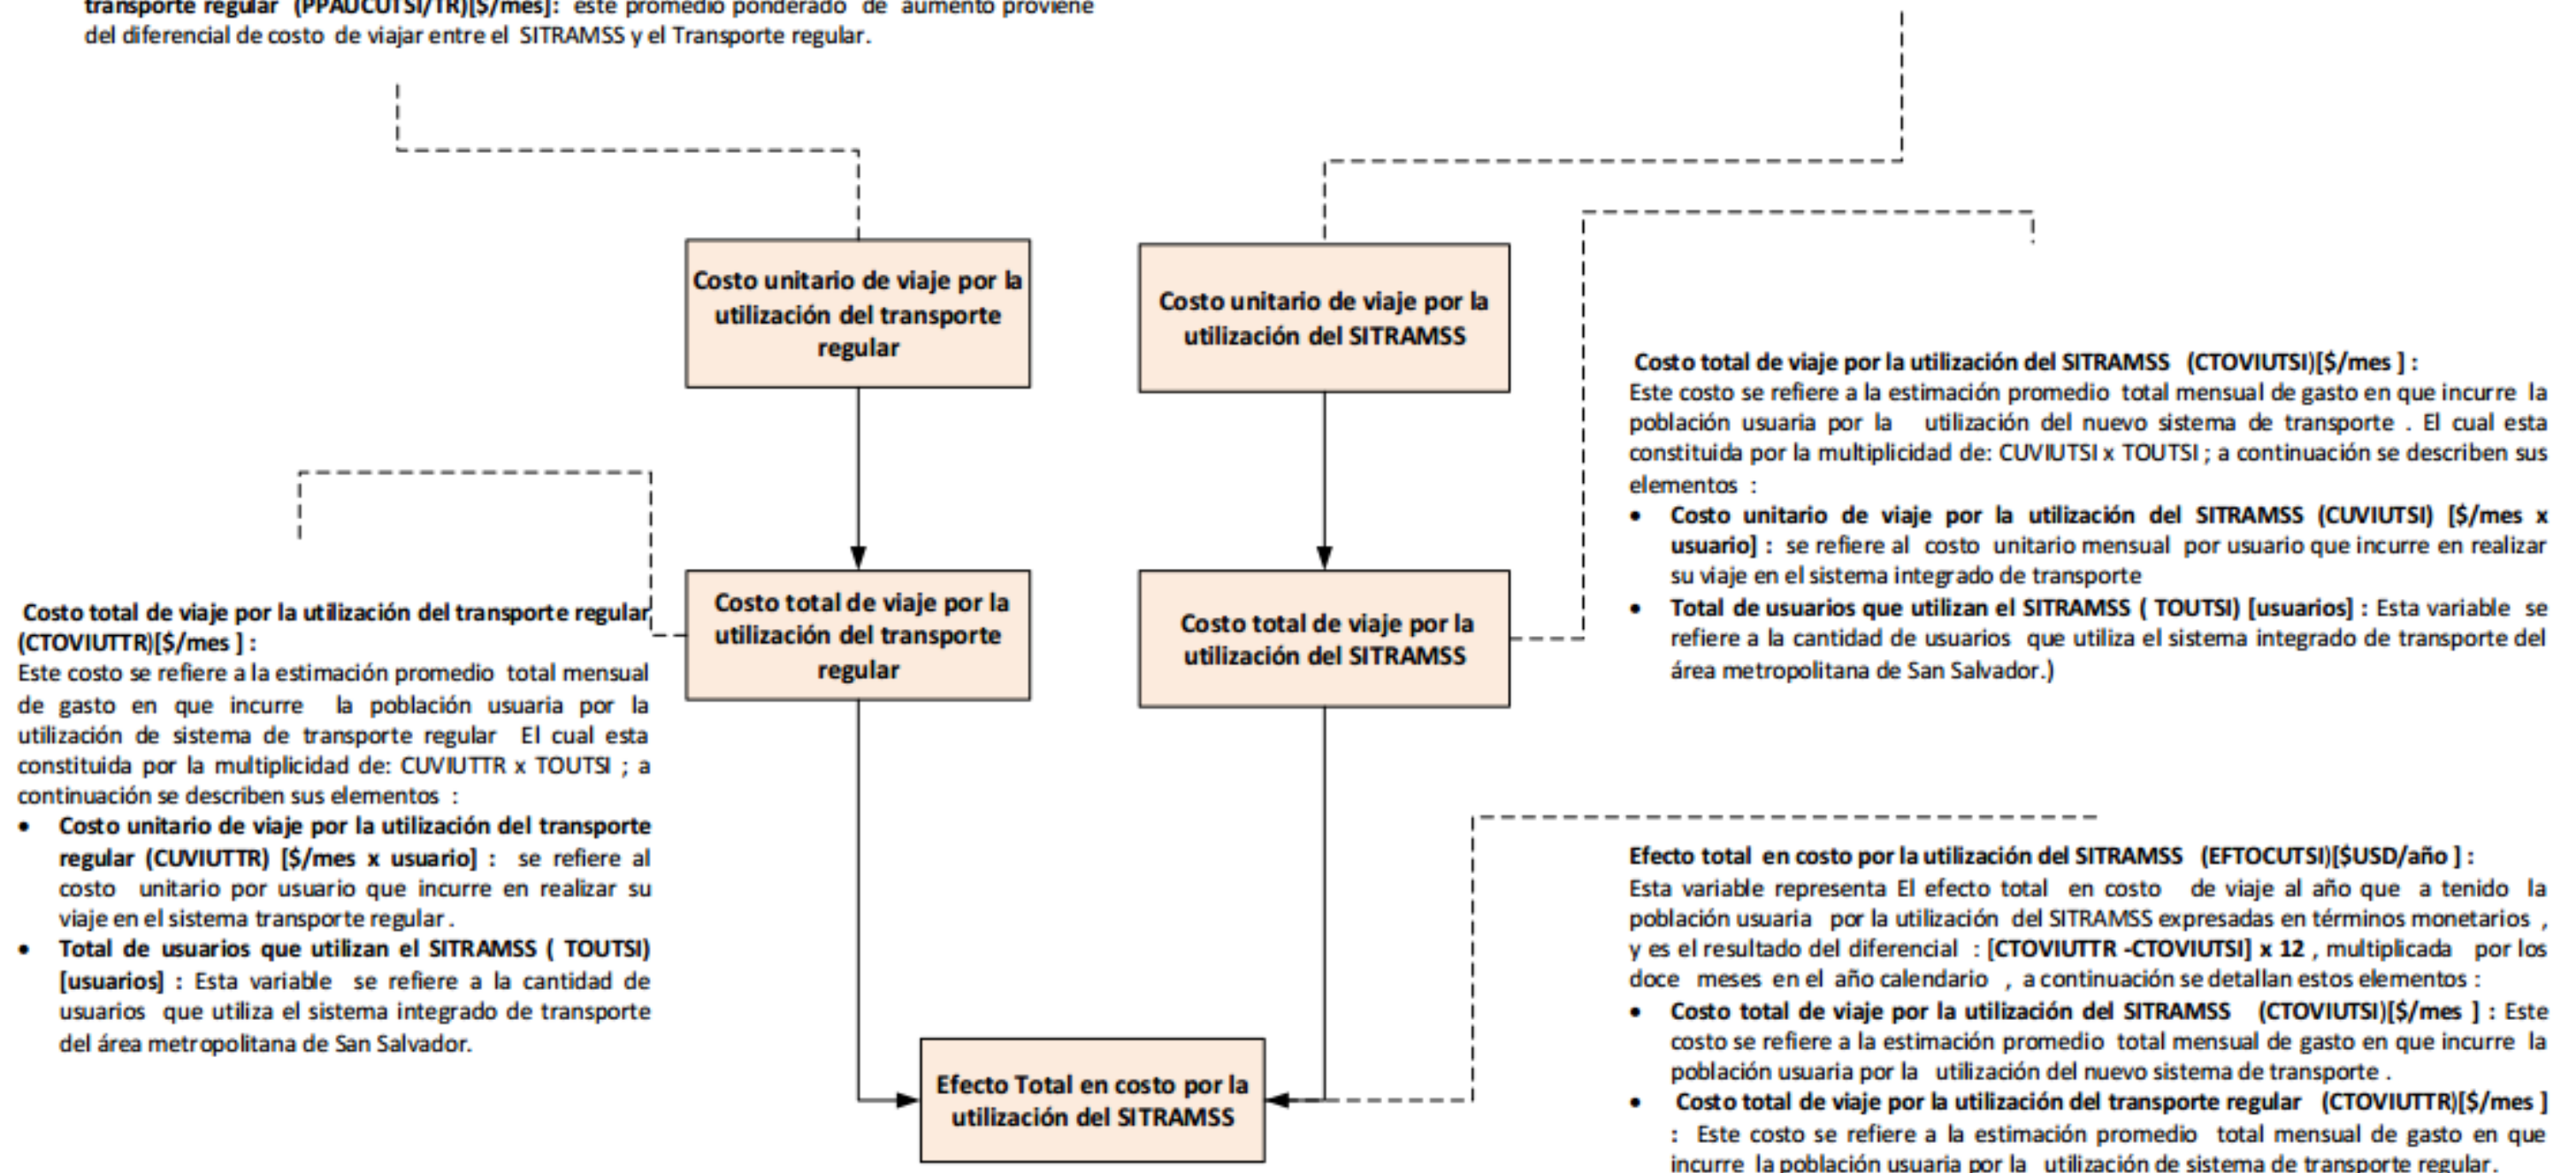 transporte regular (PPAUCUTSI/TR)[$/mes]: este promedio ponderado de aumento proviene
del diferencial de costo de viajar entre el SITRAMSS y el Transporte regular.
Costo unitario de viaje por la
utilización del transporte
regular
Costo unitario de viaje por la
utilización del SITRAMSS
Costo total de viaje por la utilización del SITRAMSS (CTOVIUTSI)[$/mes ] :
Este costo se refiere a la estimación promedio total mensual de gasto en que incurre la
población usuaria por la utilización del nuevo sistema de transporte . El cual esta
constituida por la multiplicidad de: CUVIUTSI x TOUTSI ; a continuación se describen sus
elementos :
• Costo unitario de viaje por la utilización del SITRAMSS (CUVIUTSI) [$/mes x
usuario] : se refiere al costo unitario mensual por usuario que incurre en realizar
su viaje en el sistema integrado de transporte
• Total de usuarios que utilizan el SITRAMSS ( TOUTSI) [usuarios] : Esta variable se
refiere a la cantidad de usuarios que utiliza el sistema integrado de transporte del
área metropolitana de San Salvador.)
Costo total de viaje por la utilización del transporte regular
(CTOVIUTTR)[$/mes ] :
Este costo se refiere a la estimación promedio total mensual
de gasto en que incurre la población usuaria por la
utilización de sistema de transporte regular El cual esta
constituida por la multiplicidad de: CUVIUTTR x TOUTSI ; a
continuación se describen sus elementos :
• Costo unitario de viaje por la utilización del transporte
regular (CUVIUTTR) [$/mes x usuario] : se refiere al
costo unitario por usuario que incurre en realizar su
viaje en el sistema transporte regular .
• Total de usuarios que utilizan el SITRAMSS ( TOUTSI)
[usuarios] : Esta variable se refiere a la cantidad de
usuarios que utiliza el sistema integrado de transporte
del área metropolitana de San Salvador.
Costo total de viaje por la
utilización del transporte
regular
Costo total de viaje por la
utilización del SITRAMSS
Efecto total en costo por la utilización del SITRAMSS (EFTOCUTSI)[$USD/año ] :
Esta variable representa El efecto total en costo de viaje al año que a tenido la
población usuaria por la utilización del SITRAMSS expresadas en términos monetarios ,
y es el resultado del diferencial : [CTOVIUTTR -CTOVIUTSI] x 12 , multiplicada por los
doce meses en el año calendario , a continuación se detallan estos elementos :
• Costo total de viaje por la utilización del SITRAMSS (CTOVIUTSI)[$/mes ] : Este
costo se refiere a la estimación promedio total mensual de gasto en que incurre la
población usuaria por la utilización del nuevo sistema de transporte .
• Costo total de viaje por la utilización del transporte regular (CTOVIUTTR)[$/mes ]
: Este costo se refiere a la estimación promedio total mensual de gasto en que
incurre la población usuaria por la utilización de sistema de transporte regular.
Efecto Total en costo por la
utilización del SITRAMSS